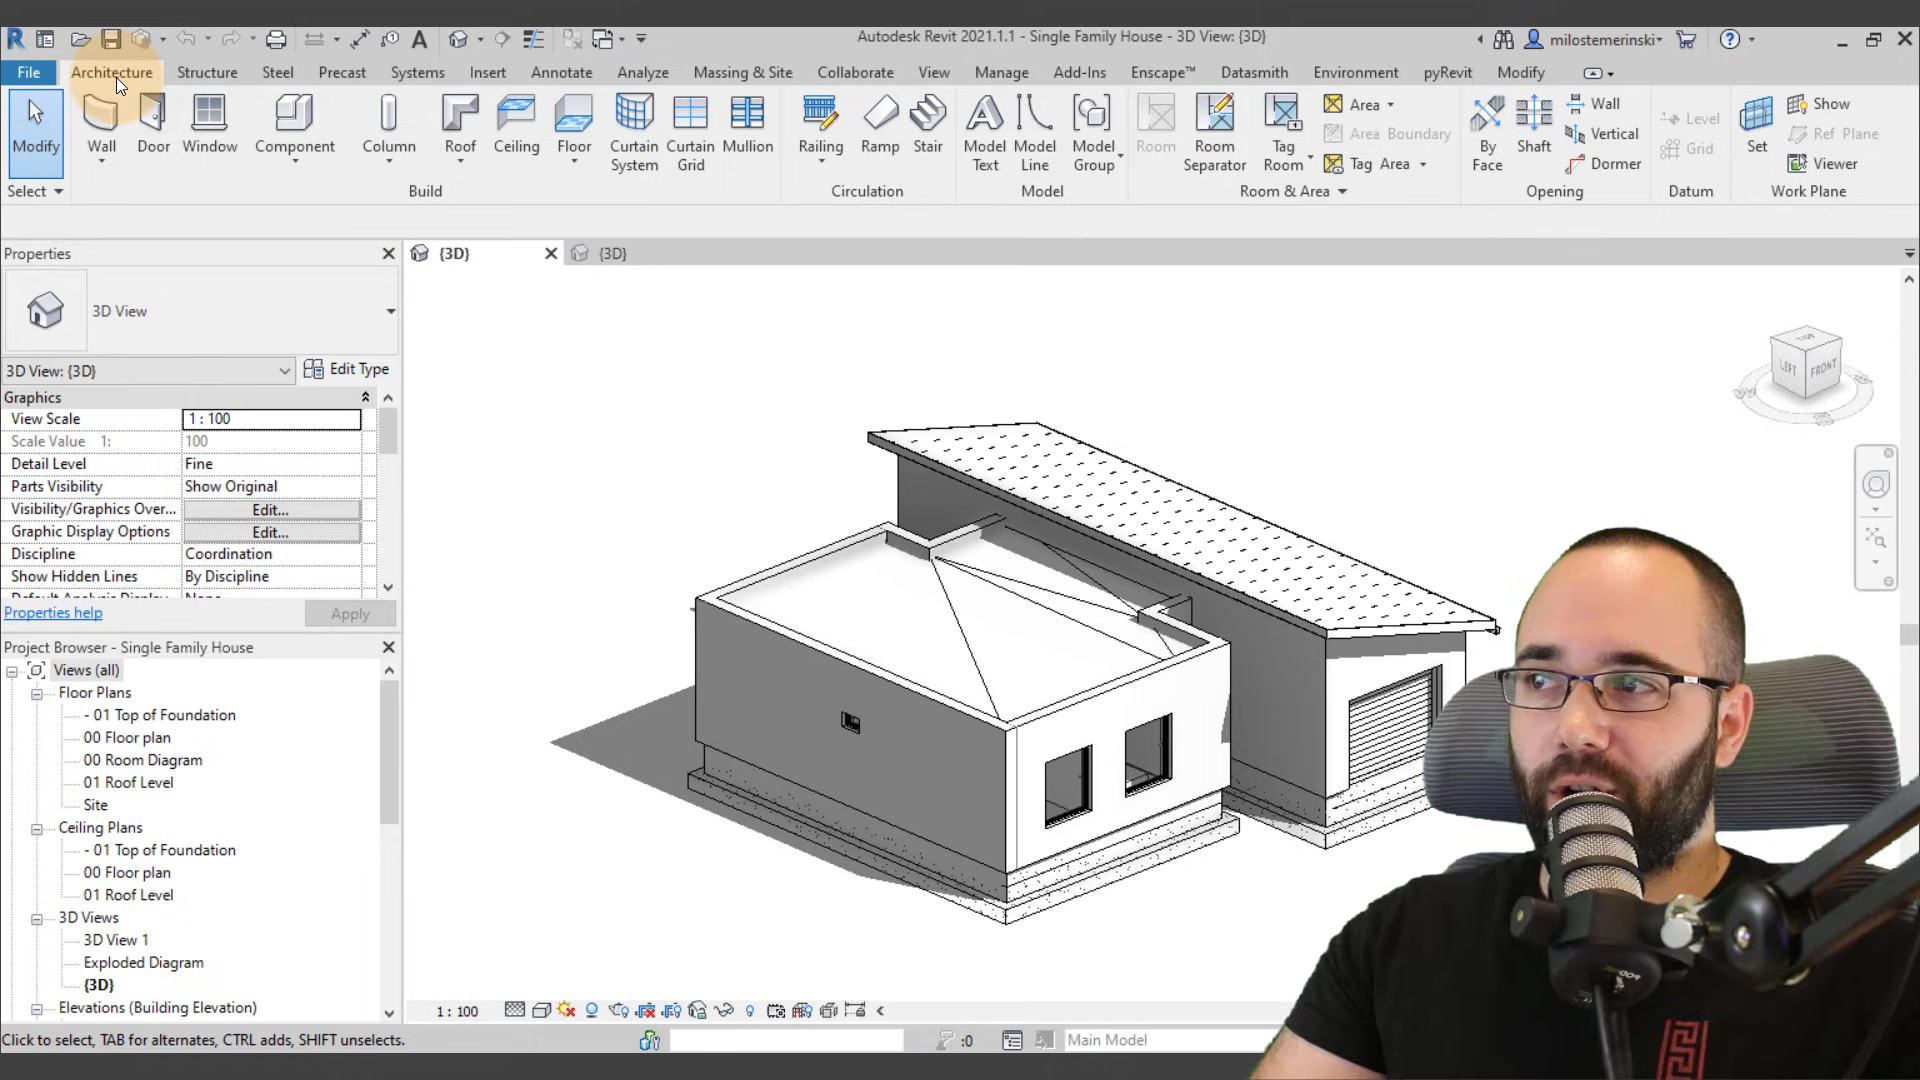 Autodesk Revit 2021.1.1 - Single Family House - 3D View: {3D}
milostemerinski
File Architecture Structure Steel Precast Systems Insert Annotate Analyze Massing & Site Collaborate View Manage Add-Ins Enscape™ Datasmith Environment pyRevit Modify
Modify Wall Door Window Component Column Roof Ceiling Floor Curtain System Curtain Grid Mullion Railing Ramp Stair Model Text Model Line Model Group Room Room Separator Tag Room
Area
Area Boundary
Tag Area
By Face Shaft
Wall
Vertical
Dormer
Level
Grid
Set
Show
Ref Plane
Viewer
Select Build Circulation Model Room & Area Opening Datum Work Plane
Properties
{3D} {3D}
3D View
3D View: {3D} Edit Type
Graphics
View Scale 1 : 100
Scale Value 1: 100
Detail Level Fine
Parts Visibility Show Original
Visibility/Graphics Over... Edit...
Graphic Display Options Edit...
Discipline Coordination
Show Hidden Lines By Discipline
Default Analysis Display None
Properties help Apply
LEFT FRONT
Project Browser - Single Family House
Views (all)
Floor Plans
- 01 Top of Foundation
00 Floor plan
00 Room Diagram
01 Roof Level
Site
Ceiling Plans
- 01 Top of Foundation
00 Floor plan
01 Roof Level
3D Views
3D View 1
Exploded Diagram
{3D}
Elevations (Building Elevation)
1 : 100
Click to select, TAB for alternates, CTRL adds, SHIFT unselects.
:0
Main Model